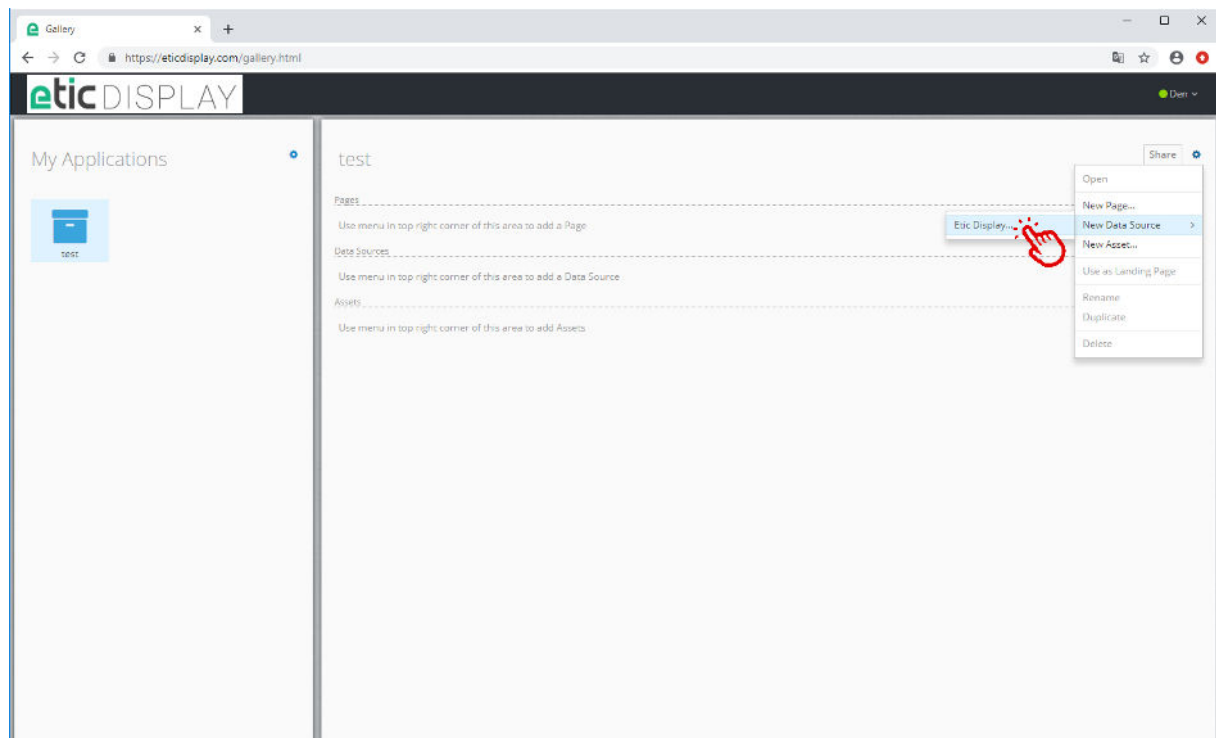 Gallery
https://eticdisplay.com/gallery.html
eticDISPLAY
Den
My Applications
test
test
Share
Pages
Use menu in top right corner of this area to add a Page
Data Sources
Use menu in top right corner of this area to add a Data Source
Assets
Use menu in top right corner of this area to add Assets
Open
New Page...
Etic Display...
New Data Source
New Asset...
Use as Landing Page
Rename
Duplicate
Delete